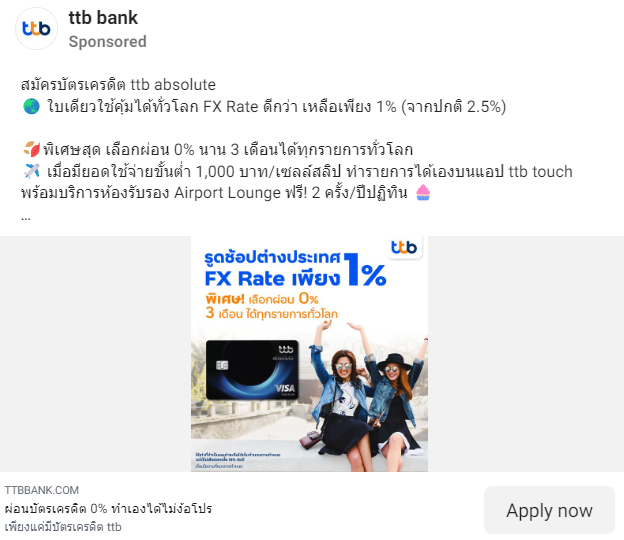 ttb
ttb bank
Sponsored
สมัครบัตรเครดิต ttb absolute
🌏 ใบเดียวใช้คุ้มได้ทั่วโลก FX Rate ดีกว่า เหลือเพียง 1% (จากปกติ 2.5%)
พิเศษสุด เลือกผ่อน 0% นาน 3 เดือนได้ทุกรายการทั่วโลก
✈️ เมื่อมียอดใช้จ่ายขั้นต่ำ 1,000 บาท/เซลล์สลิป ทำรายการได้เองบนแอป ttb touch
พร้อมบริการห้องรับรอง Airport Lounge ฟรี! 2 ครั้ง/ปีปฏิทิน 🧁
...
ttb
รูดช้อปต่างประเทศ
FX Rate เพียง 1%
พิเศษ! เลือกผ่อน 0%
3 เดือน ได้ทุกรายการทั่วโลก
ttb
VISA
TTBBANK.COM
ผ่อนบัตรเครดิต 0% ทำเองได้ไม่ง้อโปร
เพียงแค่มีบัตรเครดิต ttb
Apply now